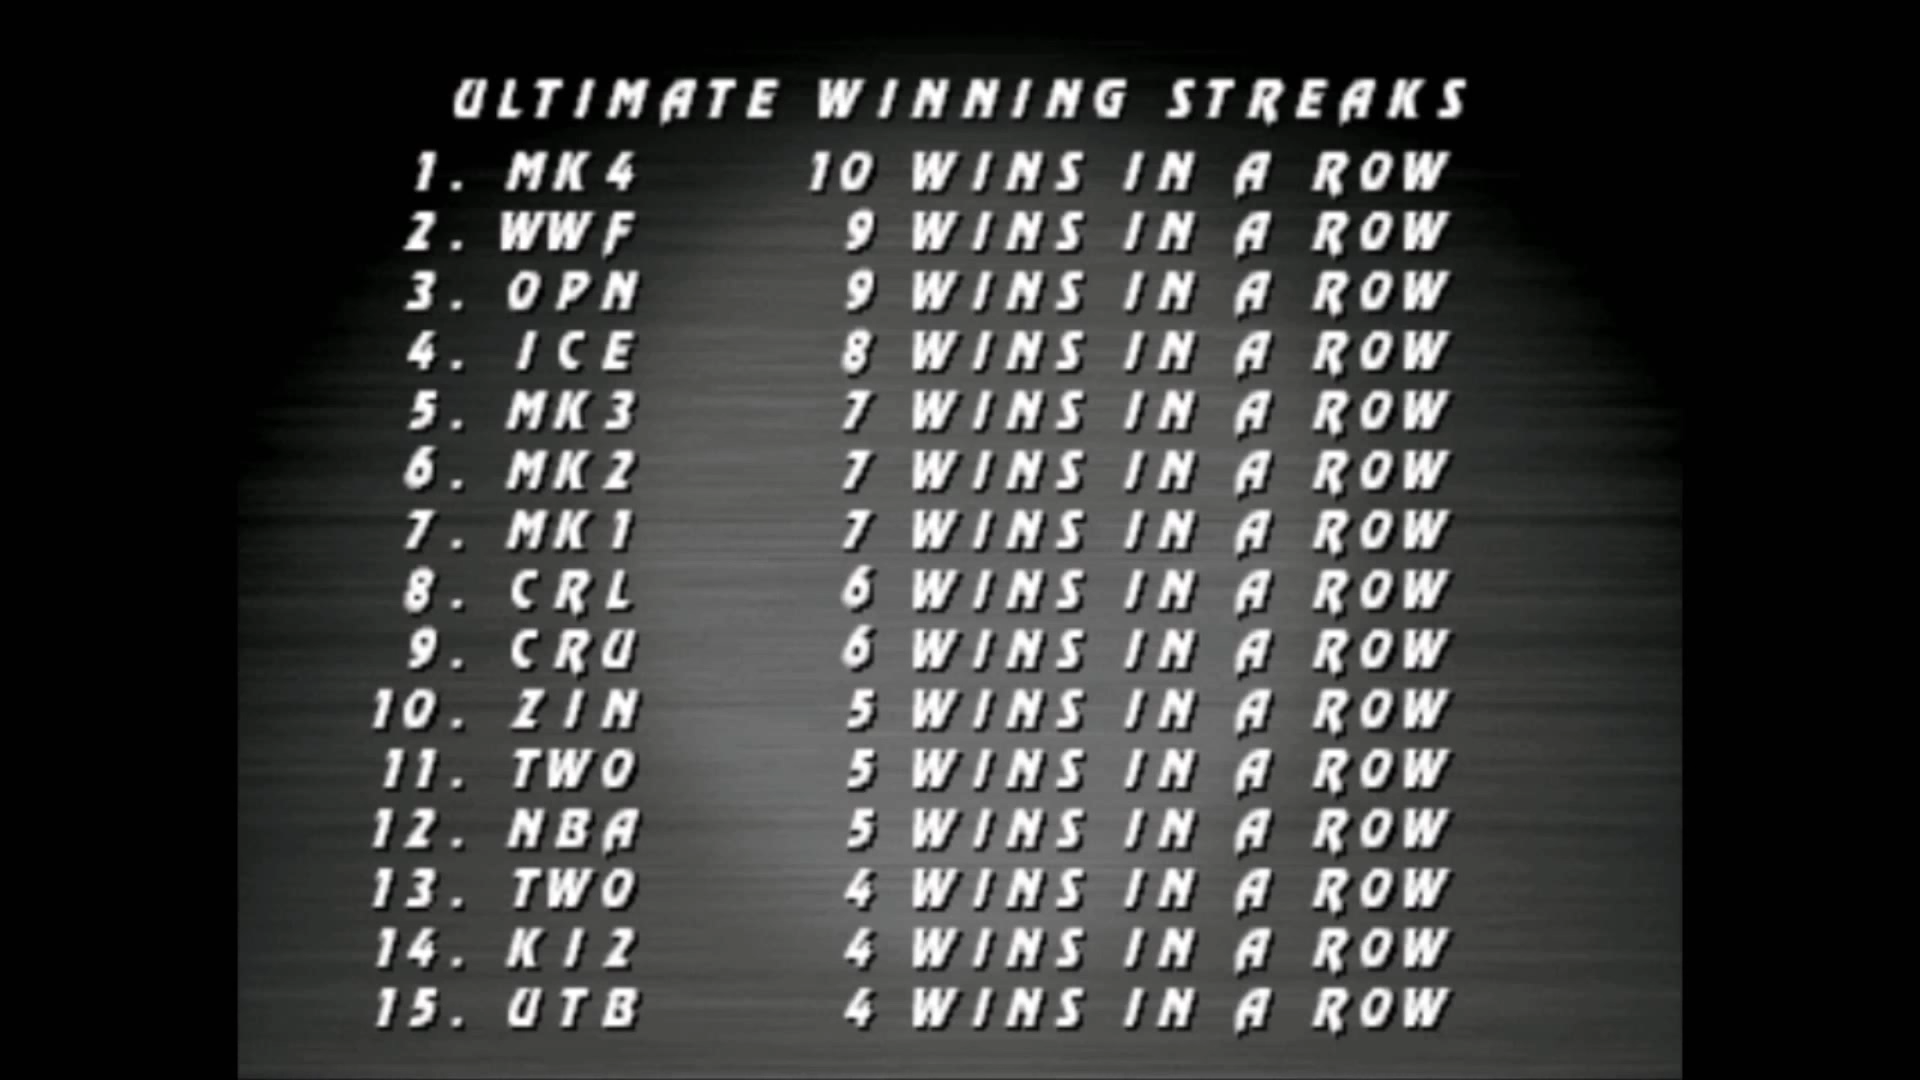 ULTIMATE WINNING STREAKS
1. MK4 10 WINS IN A ROW
2. WWF 9 WINS IN A ROW
3. OPN 9 WINS IN A ROW
4. ICE 8 WINS IN A ROW
5. MK3 7 WINS IN A ROW
6. MK2 7 WINS IN A ROW
7. MK1 7 WINS IN A ROW
8. CRL 6 WINS IN A ROW
9. CRU 6 WINS IN A ROW
10. ZIN 5 WINS IN A ROW
11. TWO 5 WINS IN A ROW
12. NBA 5 WINS IN A ROW
13. TWO 4 WINS IN A ROW
14. KI2 4 WINS IN A ROW
15. UTB 4 WINS IN A ROW